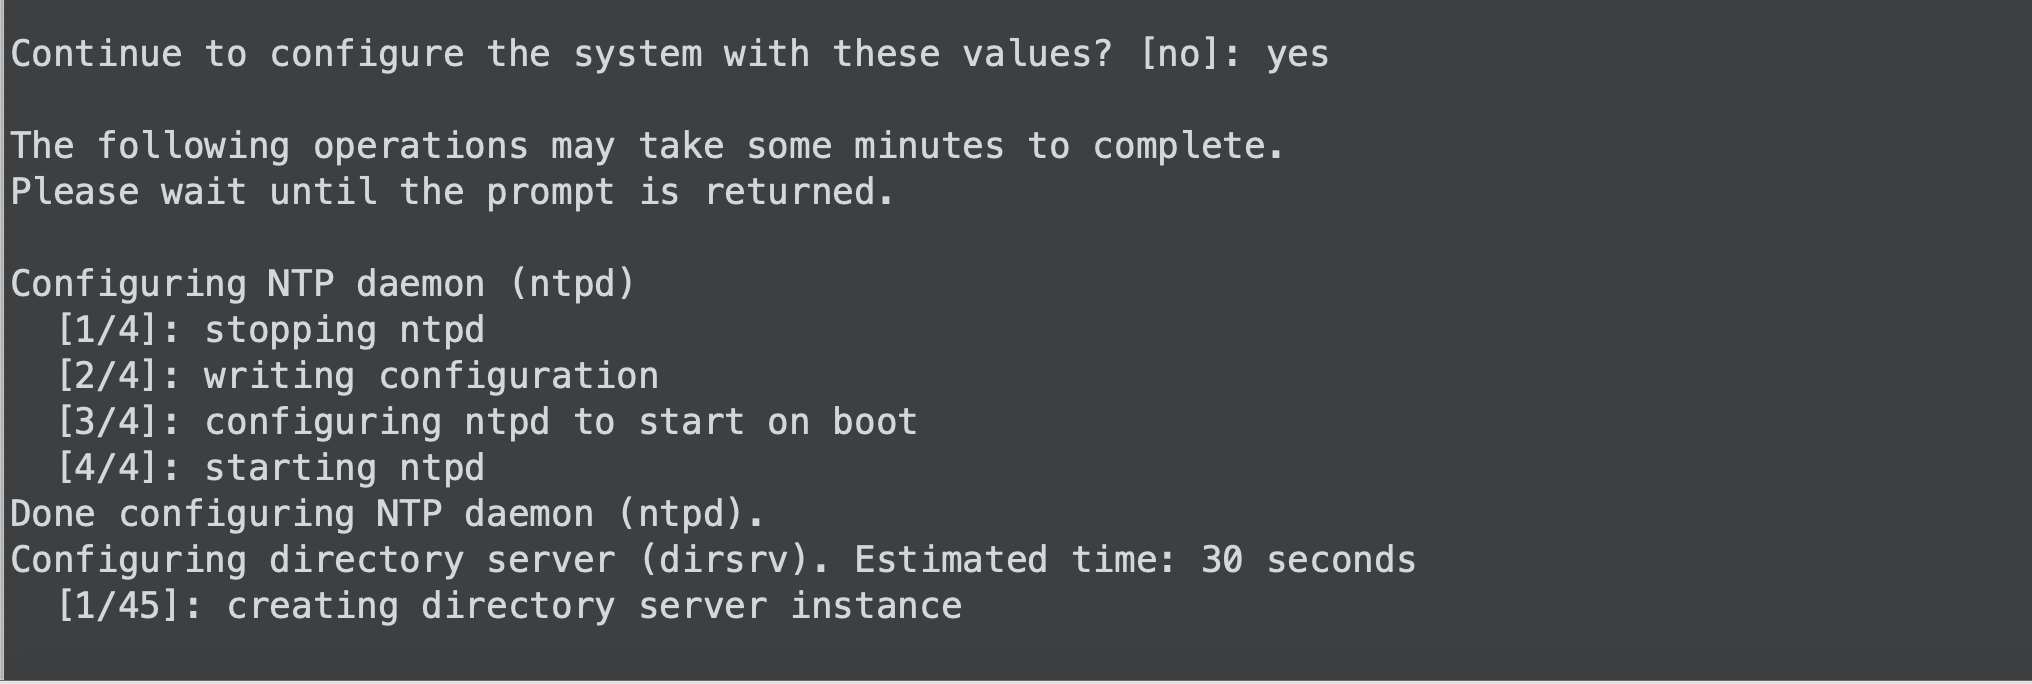 Continue to configure the system with these values? [no]: yes
The following operations may take some minutes to complete.
Please wait until the prompt is returned.
Configuring NTP daemon (ntpd)
[1/4]: stopping ntpd
[2/4]: writing configuration
[3/4]: configuring ntpd to start on boot
[4/4]: starting ntpd
Done configuring NTP daemon (ntpd).
Configuring directory server (dirsrv). Estimated time: 30 seconds
[1/45]: creating directory server instance